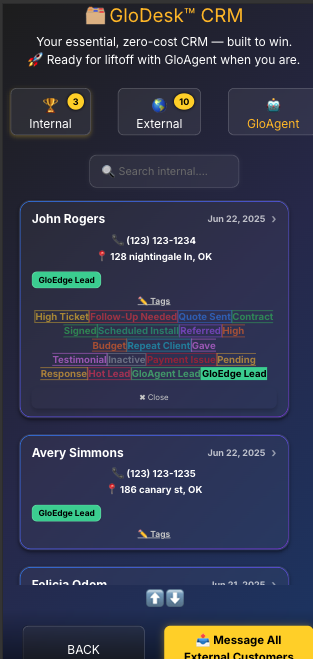 🗂️ GloDesk™ CRM
Your essential, zero-cost CRM — built to win.
🚀 Ready for liftoff with GloAgent when you are.
🏆 3
Internal
🌎 10
External
🤖
GloAgent
🔍 Search internal....
John Rogers Jun 22, 2025 ›
📞 (123) 123-1234
📍 128 nightingale ln, OK
GloEdge Lead
✏️ Tags
High Ticket Follow-Up Needed Quote Sent Contract
Signed Scheduled Install Referred High
Budget Repeat Client Gave
Testimonial Inactive Payment Issue Pending
Response Hot Lead GloAgent Lead GloEdge Lead
✖ Close
Avery Simmons Jun 22, 2025 ›
📞 (123) 123-1235
📍 186 canary st, OK
GloEdge Lead
✏️ Tags
Felicia Odom Jun 21, 2025 ›
⬆️⬇️
BACK
📤 Message All
External Customers